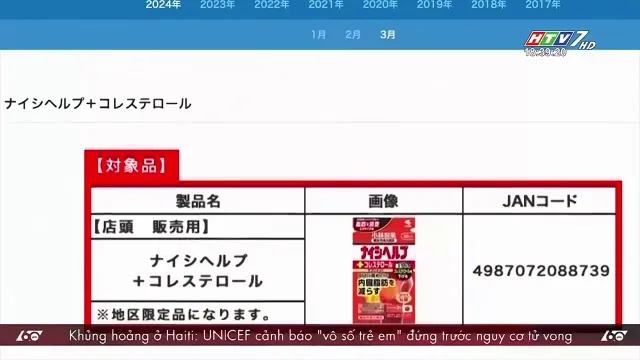 2024年 2023年 2022年 2021年 2020年 2019年 2018年 2017年
1月 2月 3月
HTV7 HD
18:39:20
ナイシヘルプ＋コレステロール
【対象品】
製品名 画像 JANコード
【店頭 販売用】
ナイシヘルプ
＋コレステロール
※地区限定品になります。
小林製薬
ナイシヘルプ
コレステロール
内臓脂肪を
減らす
4987072088739
60 Khủng hoảng ở Haiti: UNICEF cảnh báo "vô số trẻ em" đứng trước nguy cơ tử vong 60